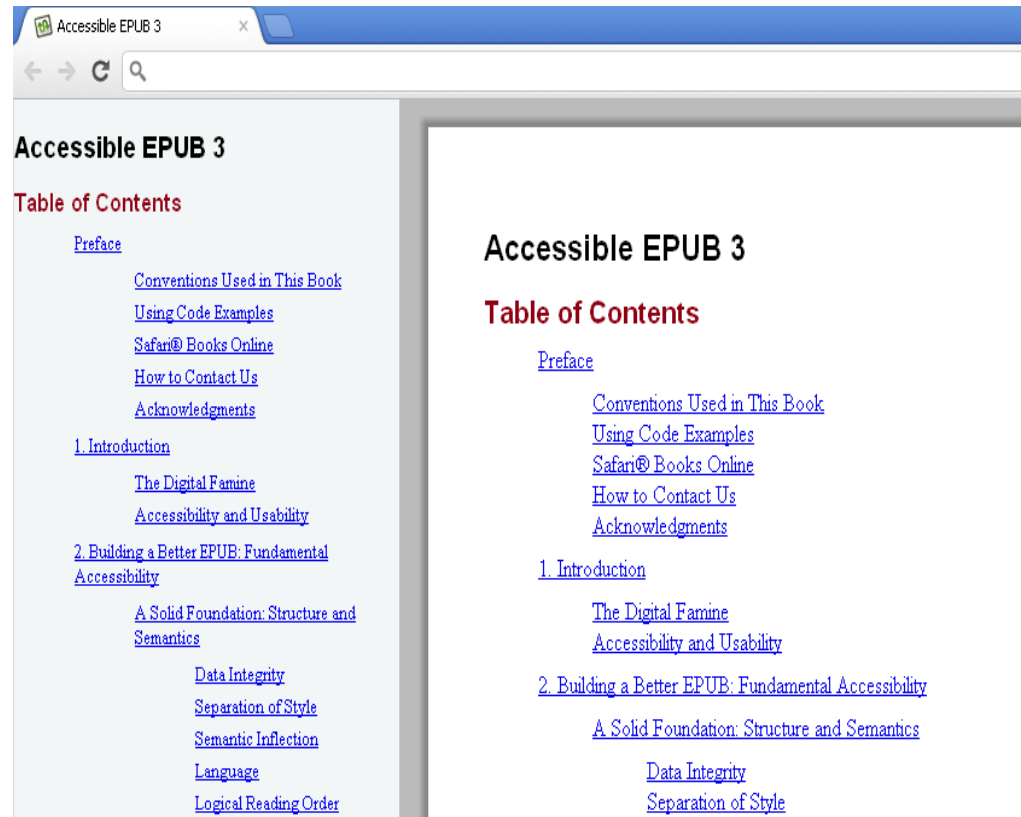 Accessible EPUB 3
Accessible EPUB 3
Table of Contents
Preface
Conventions Used in This Book
Using Code Examples
Safari® Books Online
How to Contact Us
Acknowledgments
1. Introduction
The Digital Famine
Accessibility and Usability
2. Building a Better EPUB: Fundamental
Accessibility
A Solid Foundation: Structure and
Semantics
Data Integrity
Separation of Style
Semantic Inflection
Language
Logical Reading Order
Accessible EPUB 3
Table of Contents
Preface
Conventions Used in This Book
Using Code Examples
Safari® Books Online
How to Contact Us
Acknowledgments
1. Introduction
The Digital Famine
Accessibility and Usability
2. Building a Better EPUB: Fundamental Accessibility
A Solid Foundation: Structure and Semantics
Data Integrity
Separation of Style